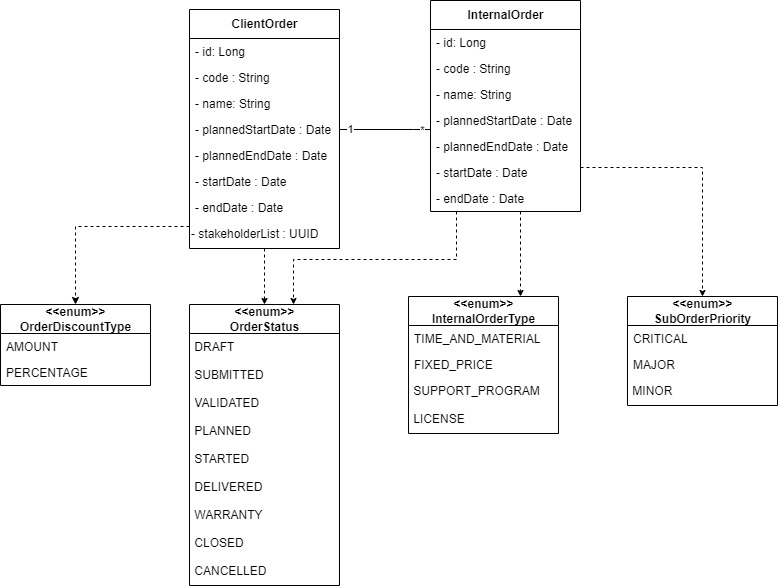 ClientOrder
- id: Long
- code : String
- name: String
- plannedStartDate : Date
- plannedEndDate : Date
- startDate : Date
- endDate : Date
- stakeholderList : UUID
1
*
InternalOrder
- id: Long
- code : String
- name: String
- plannedStartDate : Date
- plannedEndDate : Date
- startDate : Date
- endDate : Date
<<enum>>
OrderDiscountType
AMOUNT
PERCENTAGE
<<enum>>
OrderStatus
DRAFT
SUBMITTED
VALIDATED
PLANNED
STARTED
DELIVERED
WARRANTY
CLOSED
CANCELLED
<<enum>>
InternalOrderType
TIME_AND_MATERIAL
FIXED_PRICE
SUPPORT_PROGRAM
LICENSE
<<enum>>
SubOrderPriority
CRITICAL
MAJOR
MINOR